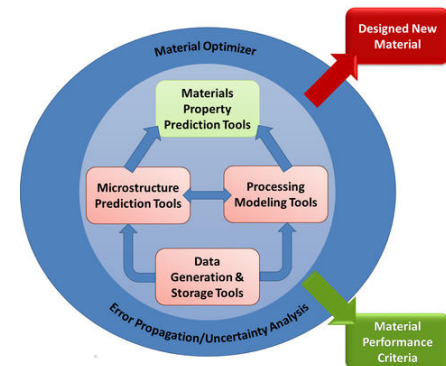 Designed New
Material
Material Optimizer
Materials
Property
Prediction Tools
Microstructure
Prediction Tools
Processing
Modeling Tools
Data
Generation &
Storage Tools
Error Propagation/Uncertainty Analysis
Material
Performance
Criteria